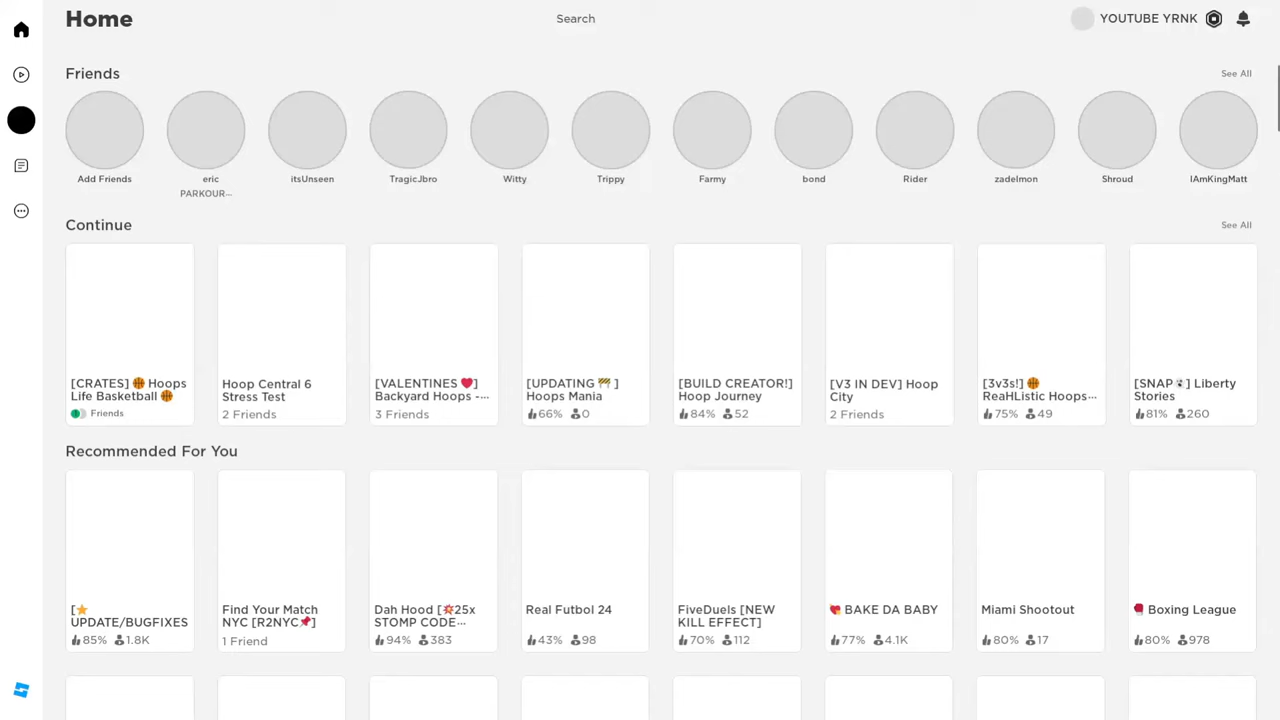 Home
Search
YOUTUBE YRNK
Friends
See All
Add Friends
eric
itsUnseen
TragicJbro
Witty
Trippy
Farmy
bond
Rider
zadelmon
Shroud
IAmKingMatt
PARKOUR...
Continue
See All
[CRATES] 🏀 Hoops
Life Basketball 🏀
Friends
Hoop Central 6
Stress Test
2 Friends
[VALENTINES ❤️]
Backyard Hoops -...
3 Friends
[UPDATING 🚧 ]
Hoops Mania
66% 0
[BUILD CREATOR!]
Hoop Journey
84% 52
[V3 IN DEV] Hoop
City
2 Friends
[3v3s!] 🏀
ReaHListic Hoops...
75% 49
[SNAP] Liberty
Stories
81% 260
Recommended For You
[⭐
UPDATE/BUGFIXES
85% 1.8K
Find Your Match
NYC [R2NYC📌]
1 Friend
Dah Hood [💥25x
STOMP CODE...
94% 383
Real Futbol 24
43% 98
FiveDuels [NEW
KILL EFFECT]
70% 112
💘 BAKE DA BABY
77% 4.1K
Miami Shootout
80% 17
🥊 Boxing League
80% 978